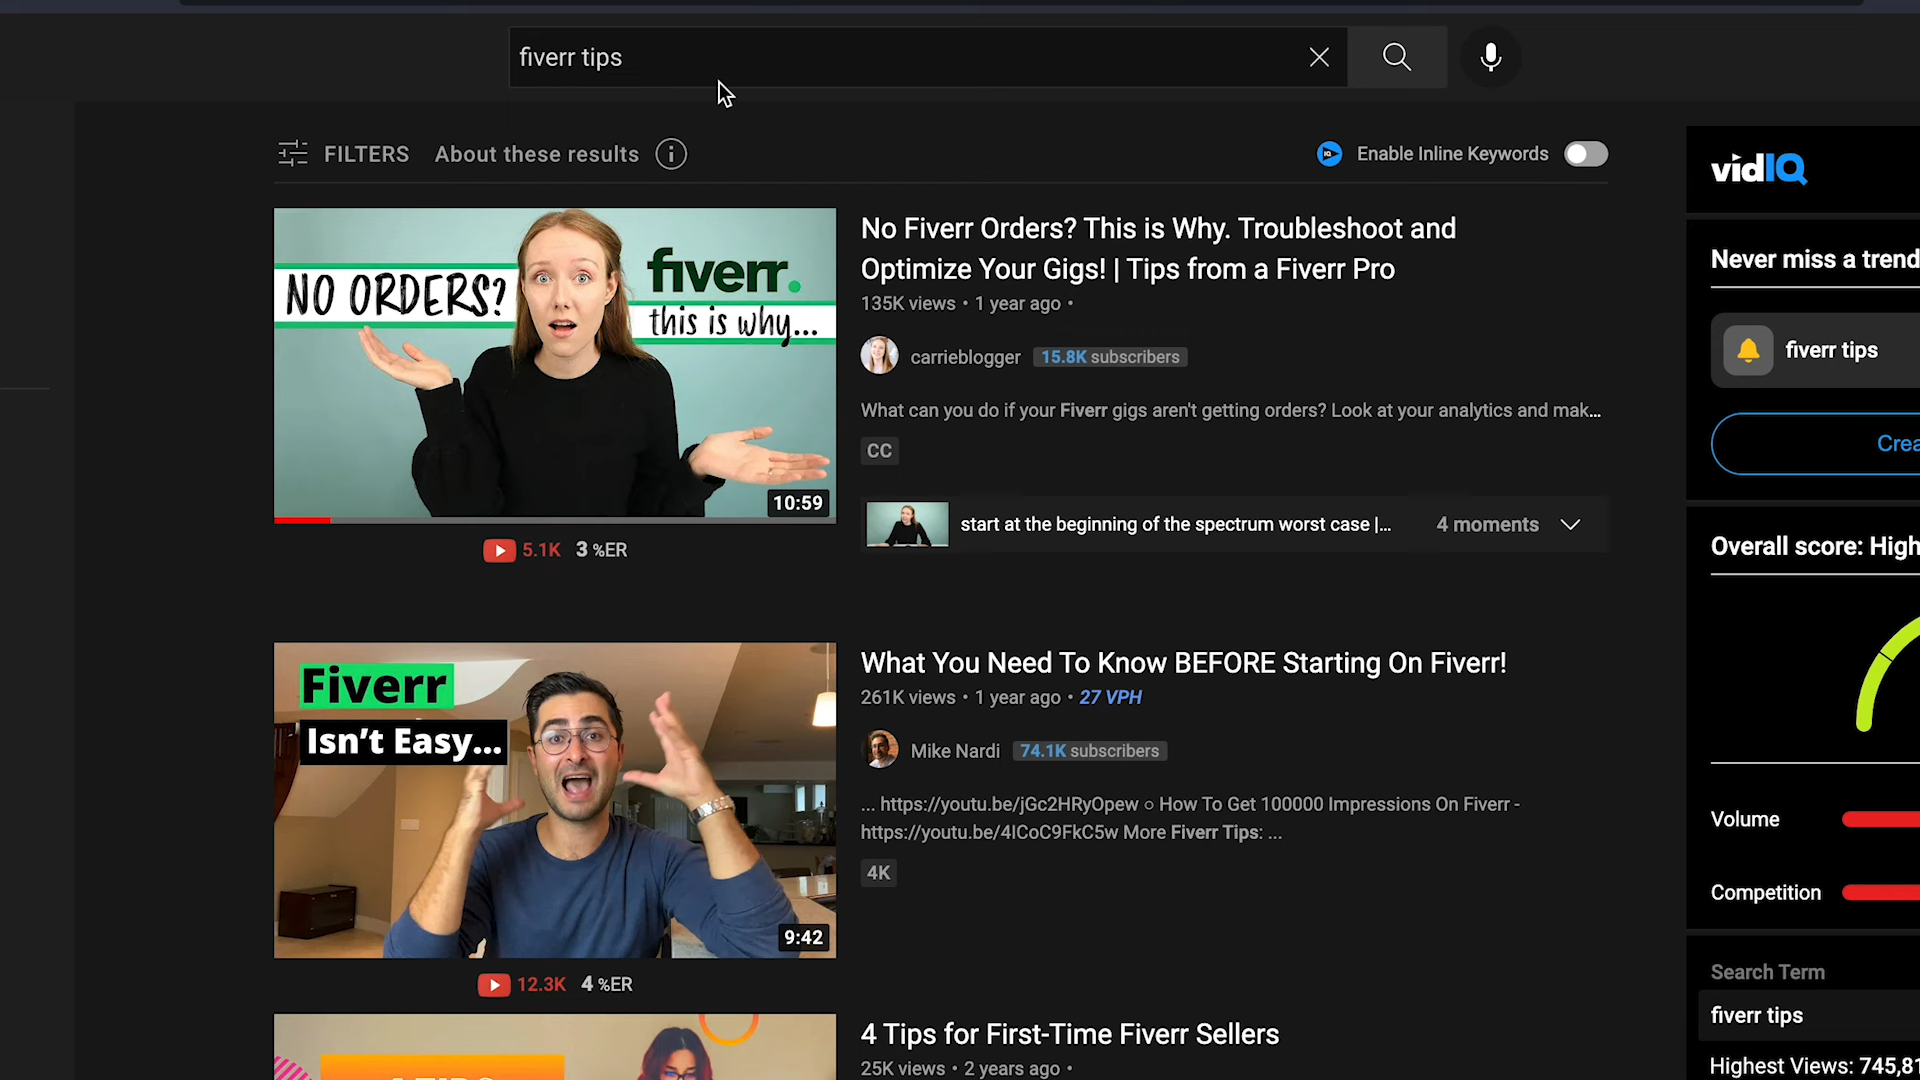 fiverr tips
FILTERS About these results
Enable Inline Keywords
NO ORDERS?
fiverr.
this is why...
10:59
5.1K 3 %ER
No Fiverr Orders? This is Why. Troubleshoot and
Optimize Your Gigs! | Tips from a Fiverr Pro
135K views • 1 year ago •
carrieblogger 15.8K subscribers
What can you do if your Fiverr gigs aren't getting orders? Look at your analytics and mak...
CC
start at the beginning of the spectrum worst case |... 4 moments
Fiverr
Isn't Easy...
9:42
12.3K 4 %ER
What You Need To Know BEFORE Starting On Fiverr!
261K views • 1 year ago • 27 VPH
Mike Nardi 74.1K subscribers
... https://youtu.be/jGc2HRyOpew ○ How To Get 100000 Impressions On Fiverr -
https://youtu.be/4ICoC9FkC5w More Fiverr Tips: ...
4K
4 Tips for First-Time Fiverr Sellers
25K views • 2 years ago •
vidIQ
Never miss a trend
fiverr tips
Crea
Overall score: High
Volume
Competition
Search Term
fiverr tips
Highest Views: 745,81